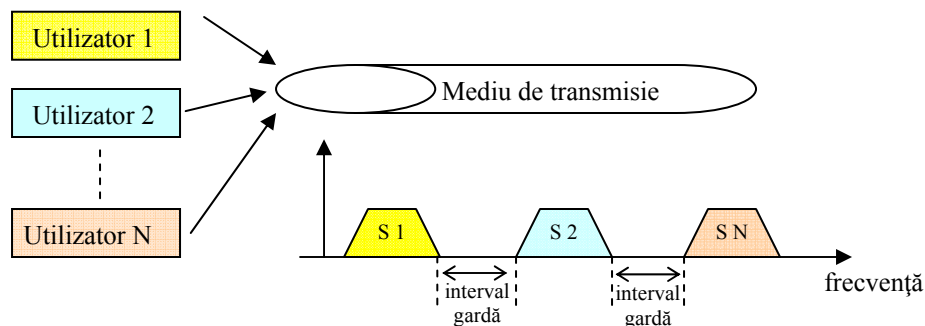 Utilizator 1
Utilizator 2
Utilizator N
Mediu de transmisie
S 1
S 2
S N
frecvenţă
interval
gardă
interval
gardă